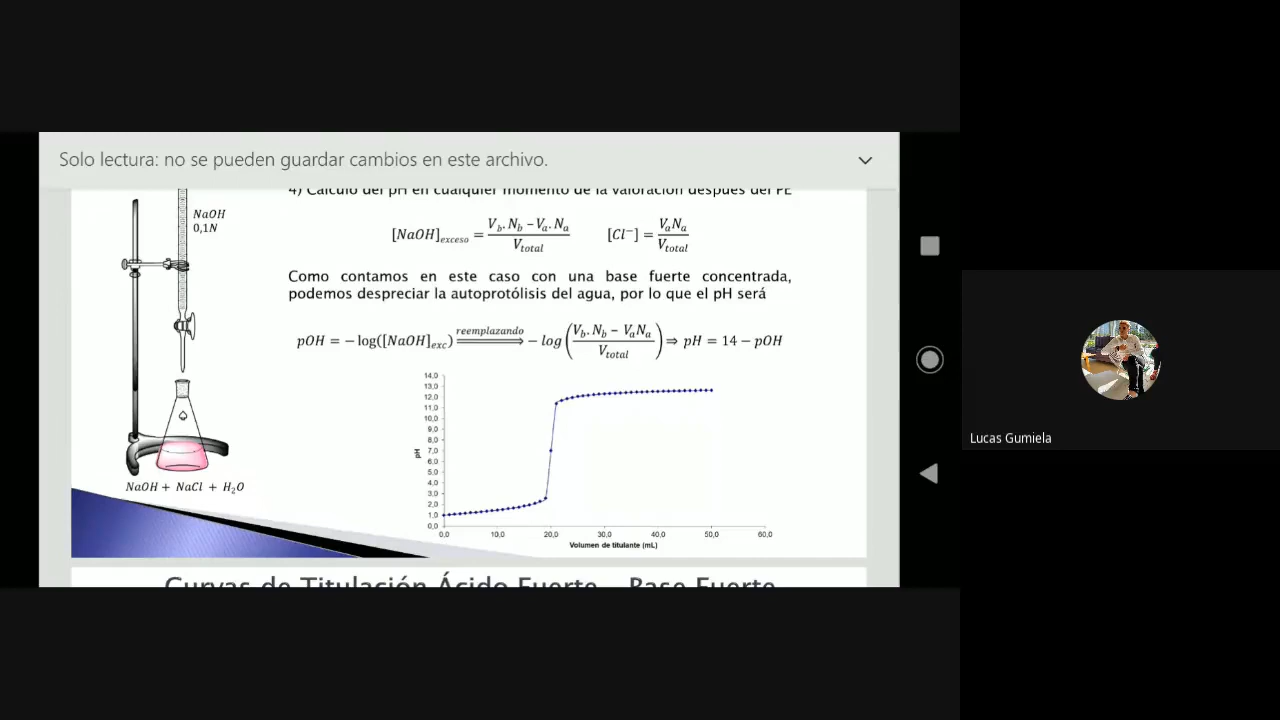 Solo lectura: no se pueden guardar cambios en este archivo.
4) Cálculo del pH en cualquier momento de la valoración después del PE
NaOH
0,1N
[NaOH]exceso = (Vb. Nb − Va. Na) / Vtotal [Cl⁻] = VaNa / Vtotal
Como contamos en este caso con una base fuerte concentrada,
podemos despreciar la autoprotólisis del agua, por lo que el pH será
pOH = −log([NaOH]exc) reemplazando ⟹ −log((Vb. Nb − VaNa) / Vtotal) ⇒ pH = 14 − pOH
14,0
13,0
12,0
11,0
10,0
9,0
8,0
7,0
6,0
5,0
4,0
3,0
2,0
1,0
0,0
pH
0,0 10,0 20,0 30,0 40,0 50,0 60,0
Volumen de titulante (mL)
NaOH + NaCl + H₂O
Curvas de Titulación Ácido Fuerte – Base Fuerte
Lucas Gumiela